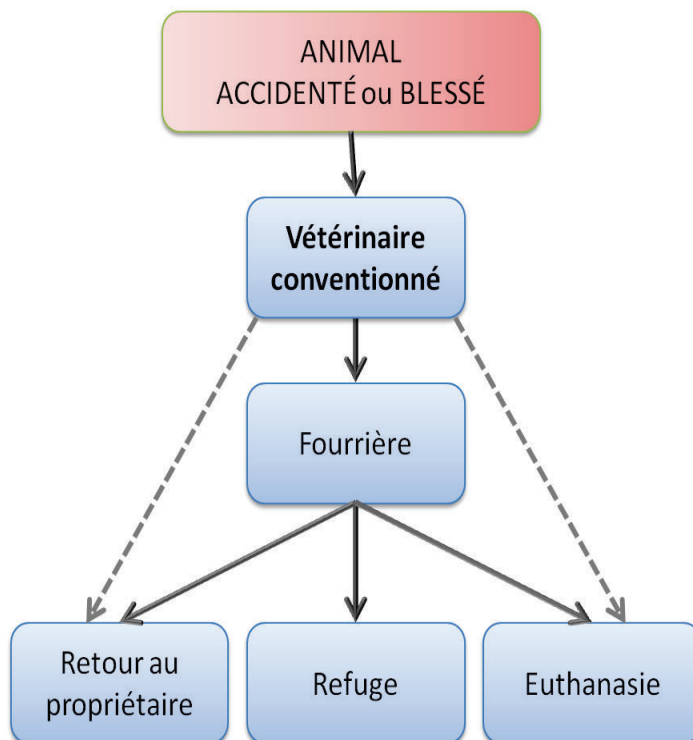 ANIMAL
ACCIDENTÉ ou BLESSÉ
Vétérinaire
conventionné
Fourrière
Retour au
propriétaire
Refuge
Euthanasie